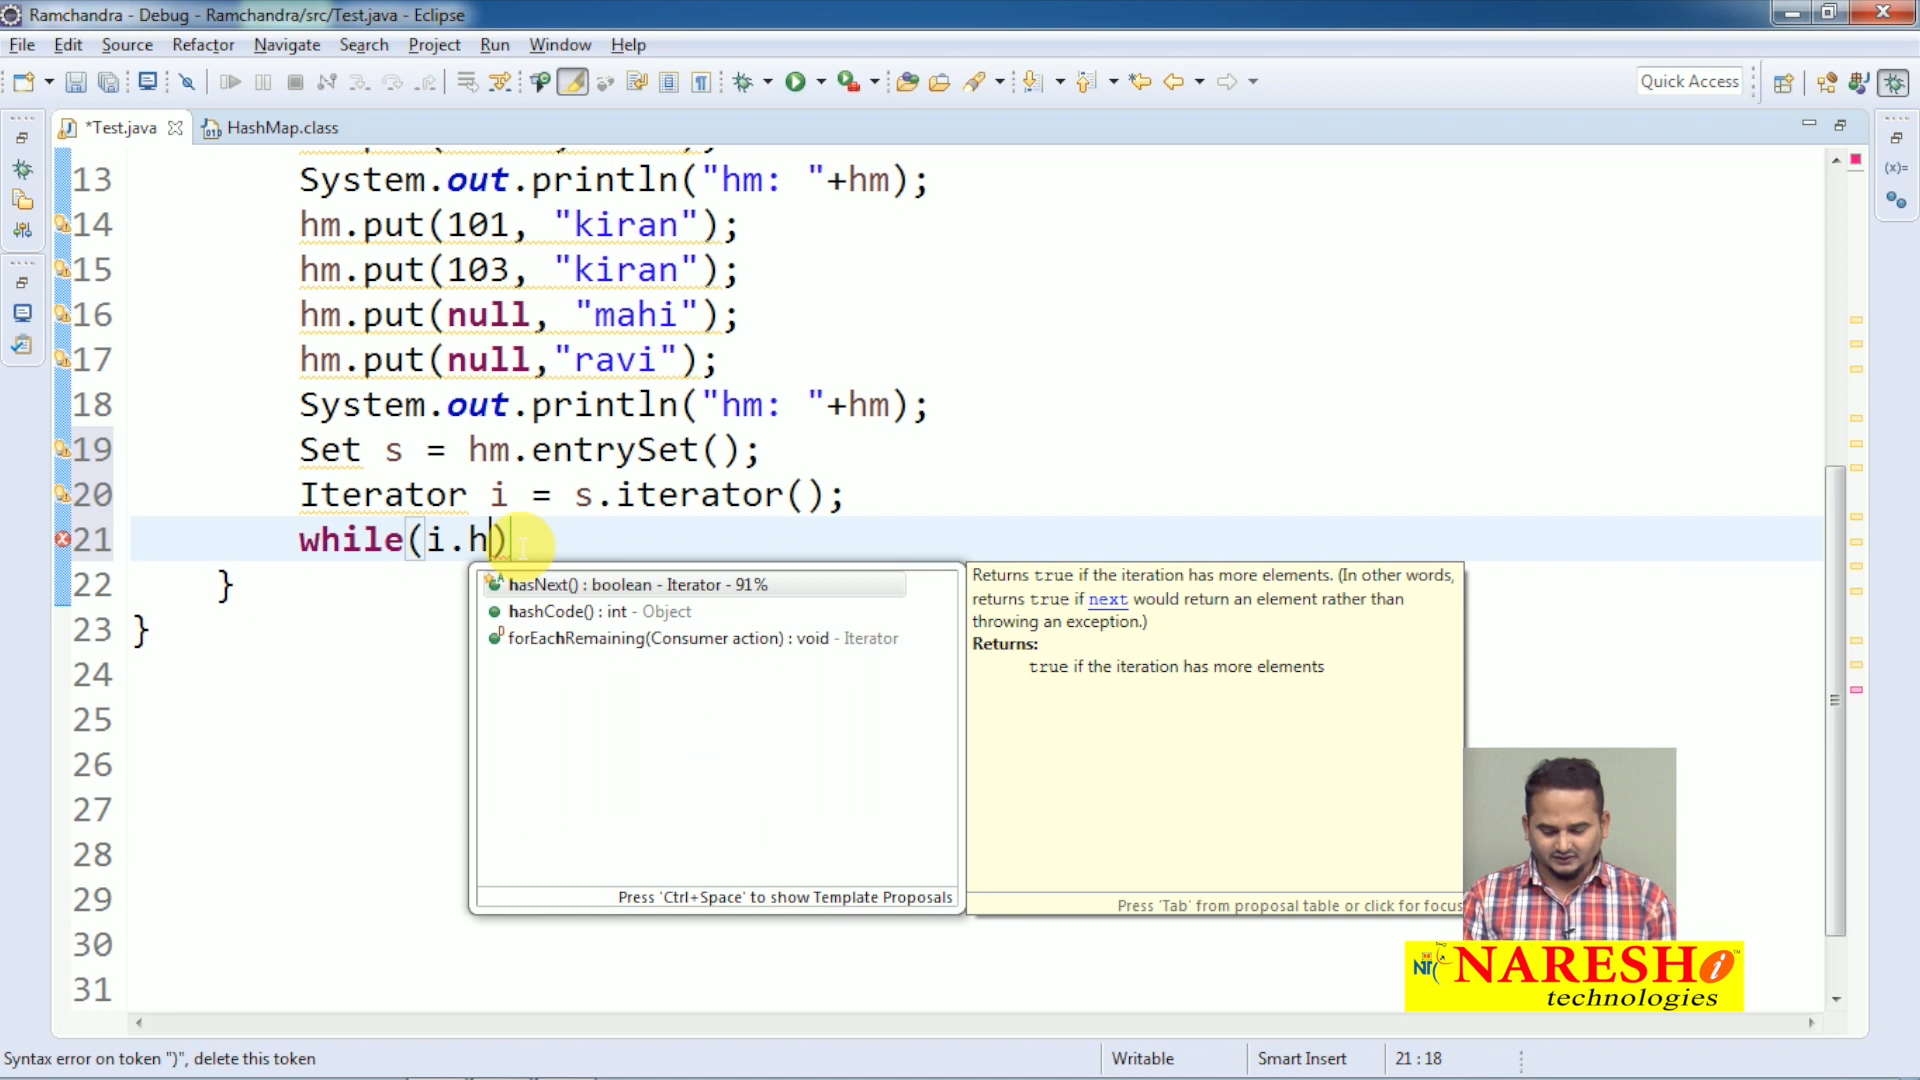 Ramchandra - Debug - Ramchandra/src/Test.java - Eclipse
File Edit Source Refactor Navigate Search Project Run Window Help
Quick Access
*Test.java HashMap.class
13 System.out.println("hm: "+hm);
14 hm.put(101, "kiran");
15 hm.put(103, "kiran");
16 hm.put(null, "mahi");
17 hm.put(null,"ravi");
18 System.out.println("hm: "+hm);
19 Set s = hm.entrySet();
20 Iterator i = s.iterator();
21 while(i.h)
22 }
23 }
24
25
26
27
28
29
30
31
hasNext() : boolean - Iterator - 91%
hashCode() : int - Object
forEachRemaining(Consumer action) : void - Iterator
Press 'Ctrl+Space' to show Template Proposals
Returns true if the iteration has more elements. (In other words,
returns true if next would return an element rather than
throwing an exception.)
Returns:
true if the iteration has more elements
Press 'Tab' from proposal table or click for focus
NARESH i
technologies
Syntax error on token ")", delete this token
Writable
Smart Insert
21 : 18